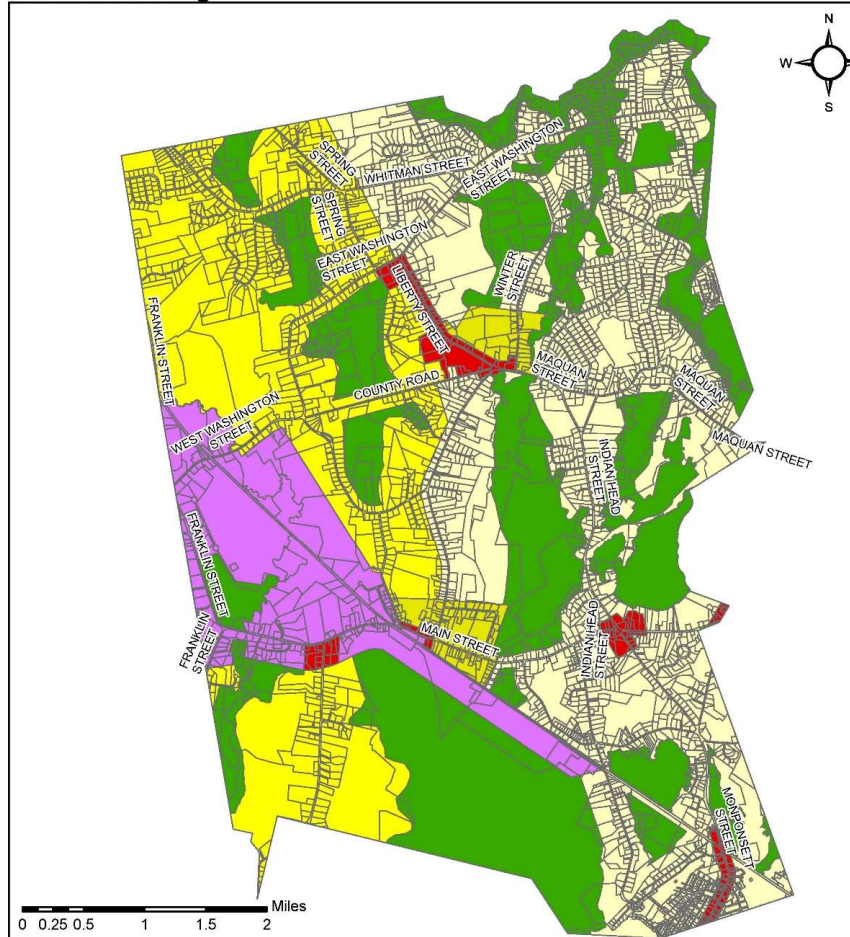 N
W
S
SPRING
STREET
WHITMAN STREET
EAST WASHINGTON
STREET
SPRING
STREET
EAST WASHINGTON
STREET
LIBERTY STREET
WINTER
STREET
FRANKLIN STREET
COUNTY ROAD
MAQUAN
STREET
MAQUAN
STREET
MAQUAN STREET
WEST WASHINGTON
STREET
INDIAN HEAD
STREET
FRANKLIN STREET
FRANKLIN
STREET
MAIN STREET
INDIAN HEAD
STREET
MONPONSETT
STREET
Miles
0 0.25 0.5 1 1.5 2